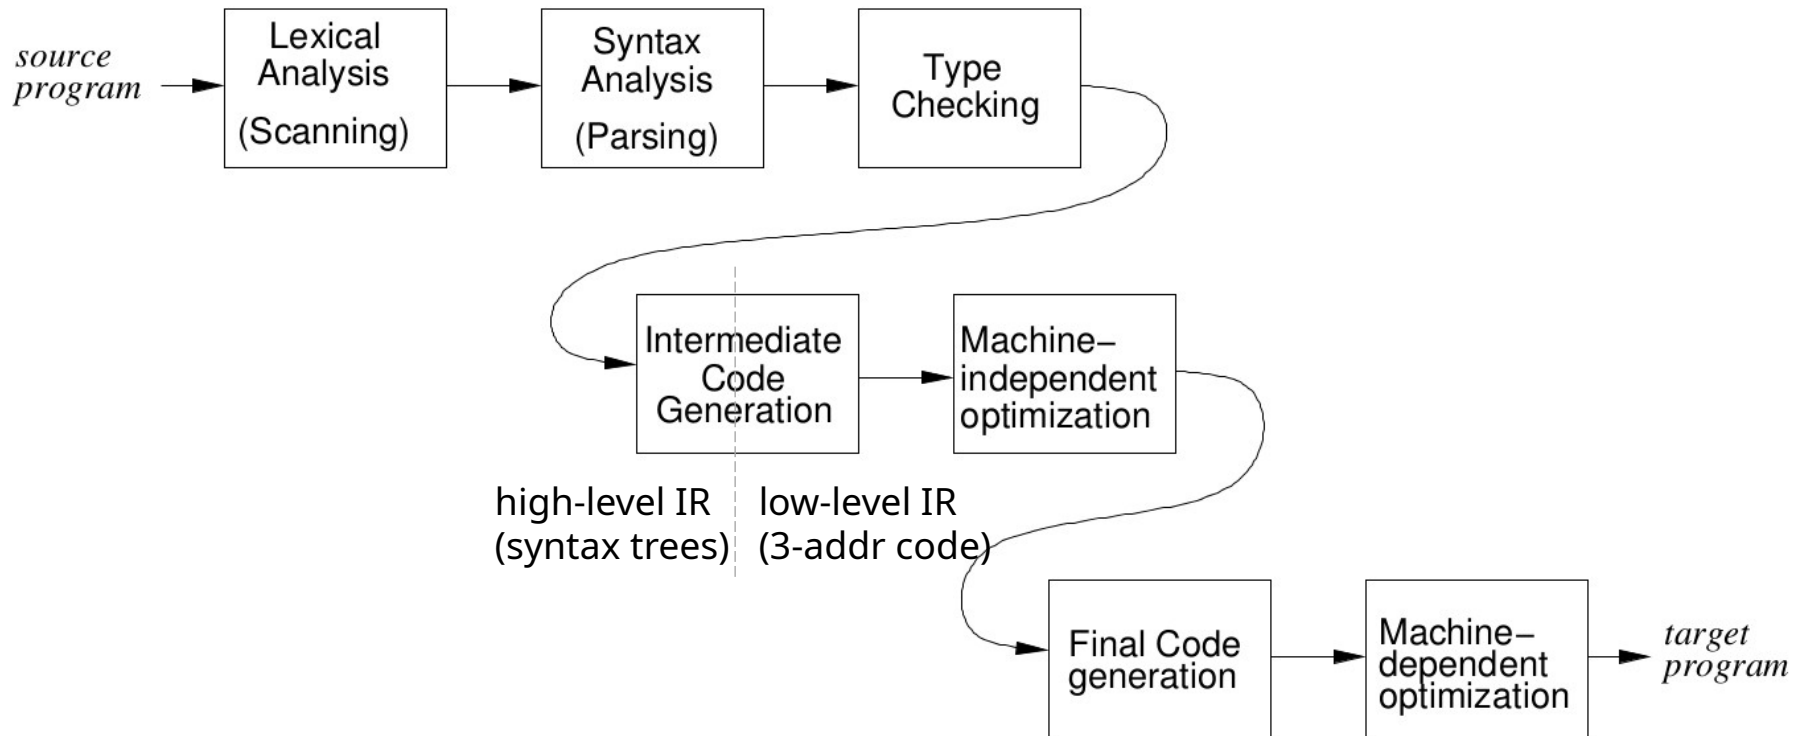 source
program
Lexical
Analysis
(Scanning)
Syntax
Analysis
(Parsing)
Type
Checking
Intermediate
Code
Generation
Machine–
independent
optimization
high-level IR
(syntax trees)
low-level IR
(3-addr code)
Final Code
generation
Machine–
dependent
optimization
target
program